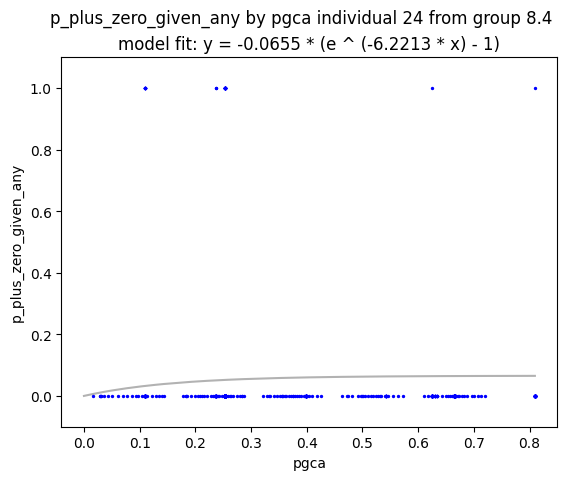 p_plus_zero_given_any by pgca individual 24 from group 8.4
model fit: y = -0.0655 * (e ^ (-6.2213 * x) - 1)
1.0
0.8
0.6
0.4
0.2
0.0
p_plus_zero_given_any
0.0 0.1 0.2 0.3 0.4 0.5 0.6 0.7 0.8
pgca